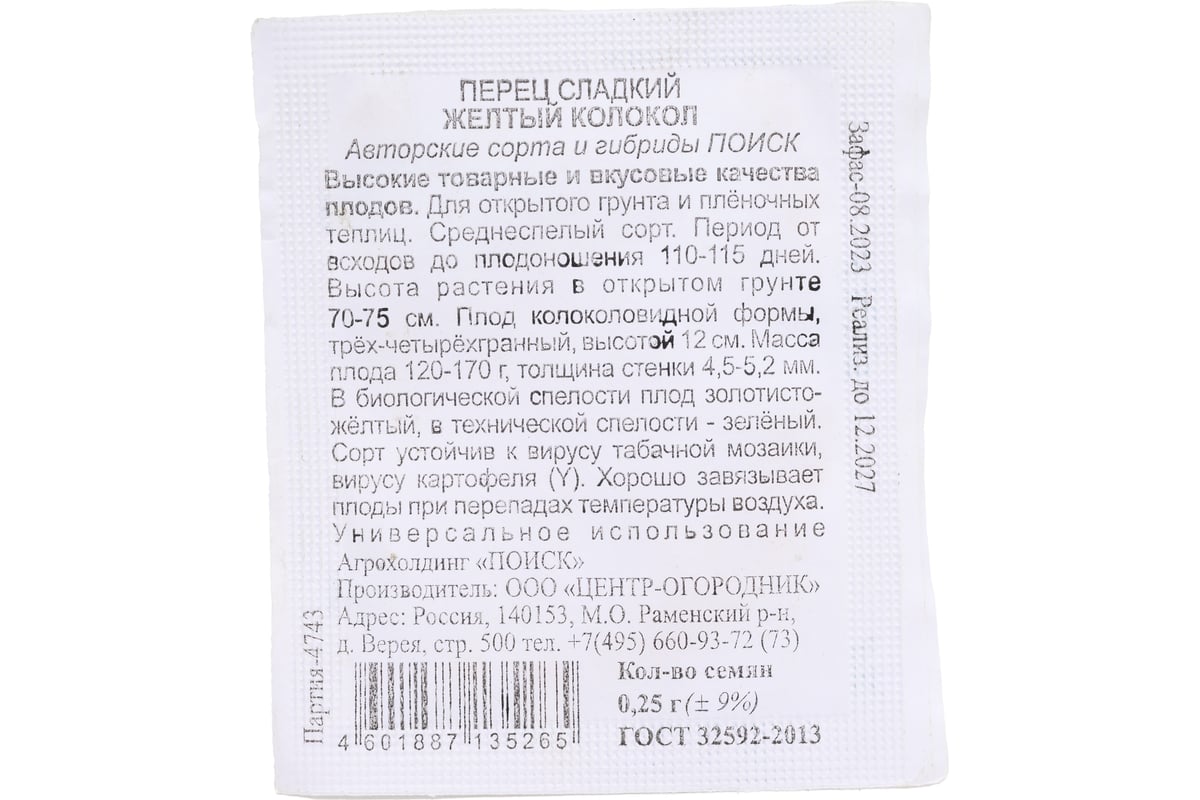 ПЕРЕЦ СЛАДКИЙ
ЖЕЛТЫЙ КОЛОКОЛ
Авторские сорта и гибриды ПОИСК
Высокие товарные и вкусовые качества
плодов. Для открытого грунта и плёночных
теплиц. Среднеспелый сорт. Период от
всходов до плодоношения 110-115 дней.
Высота растения в открытом грунте
70-75 см. Плод колоколовидной формы,
трёх-четырёхгранный, высотой 12 см. Масса
плода 120-170 г, толщина стенки 4,5-5,2 мм.
В биологической спелости плод золотисто-
жёлтый, в технической спелости - зелёный.
Сорт устойчив к вирусу табачной мозаики,
вирусу картофеля (Y). Хорошо завязывает
плоды при перепадах температуры воздуха.
Универсальное использование
Агрохолдинг «ПОИСК»
Производитель: ООО «ЦЕНТР-ОГОРОДНИК»
Адрес: Россия, 140153, М.О. Раменский р-н,
д. Верея, стр. 500 тел. +7(495) 660-93-72 (73)
Кол-во семян
0,25 г (± 9%)
ГОСТ 32592-2013
4 601887 135265
Партия-4743
Зафас-08.2023 Реализ. до 12.2027